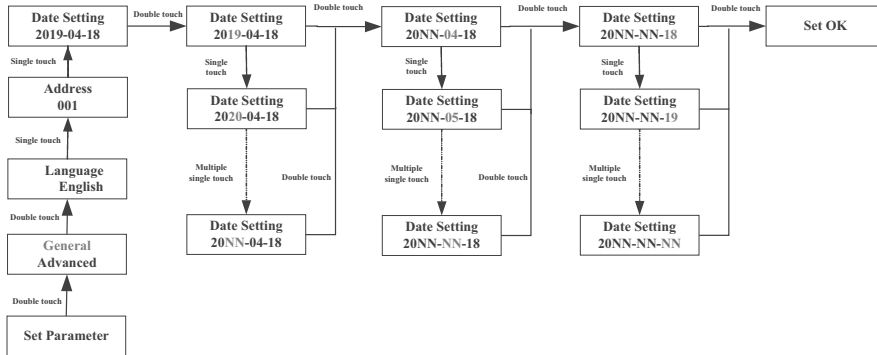 Date Setting
2019-04-18
Double touch
Date Setting
2019-04-18
Double touch
Date Setting
20NN-04-18
Double touch
Date Setting
20NN-NN-18
Double touch
Set OK
Single
touch
Single
touch
Single
touch
Single
touch
Address
001
Date Setting
2020-04-18
Date Setting
20NN-05-18
Date Setting
20NN-NN-19
Single
touch
Language
English
Multiple
single touch
Double touch
Multiple
single touch
Double touch
Multiple
single touch
Double touch
General
Advanced
Date Setting
20NN-04-18
Date Setting
20NN-NN-18
Date Setting
20NN-NN-NN
Double touch
Set Parameter